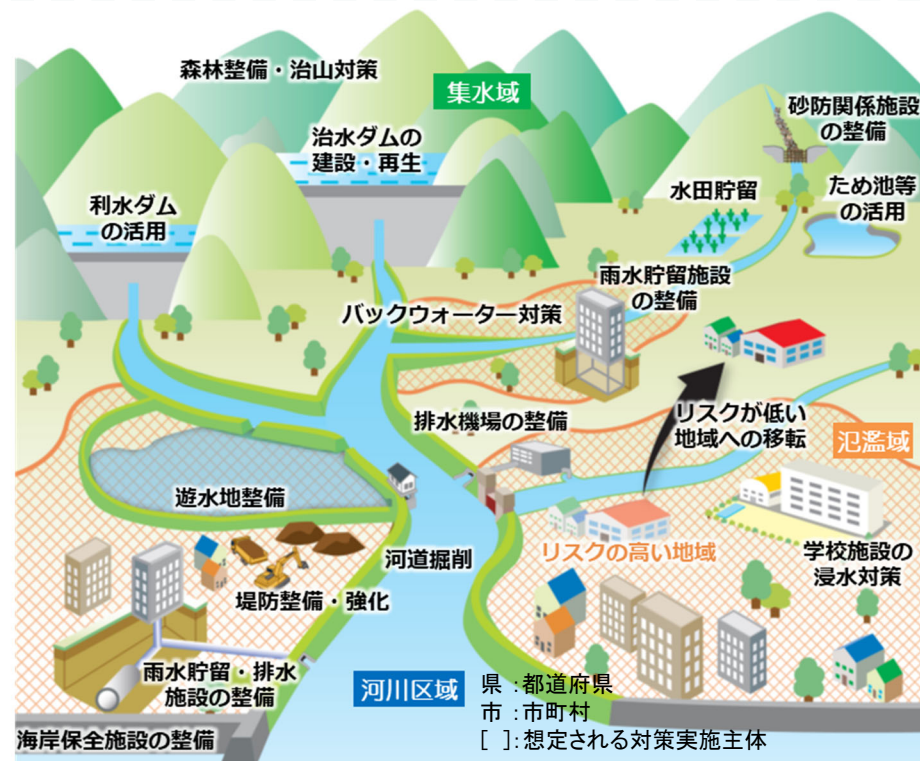 森林整備・治山対策
集水域
砂防関係施設
の整備
治水ダムの
建設・再生
水田貯留
ため池等
の活用
利水ダム
の活用
雨水貯留施設
の整備
バックウォーター対策
排水機場の整備
リスクが低い
地域への移転
氾濫域
遊水地整備
河道掘削
リスクの高い地域
学校施設の
浸水対策
堤防整備・強化
雨水貯留・排水
施設の整備
河川区域
県 :都道府県
市 :市町村
[ ]:想定される対策実施主体
海岸保全施設の整備